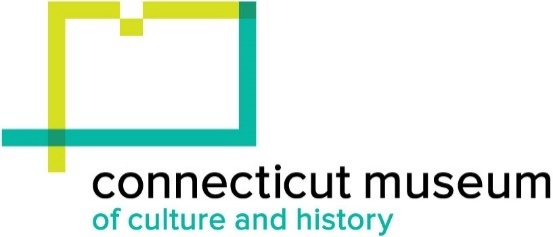 connecticut museum
of culture and history